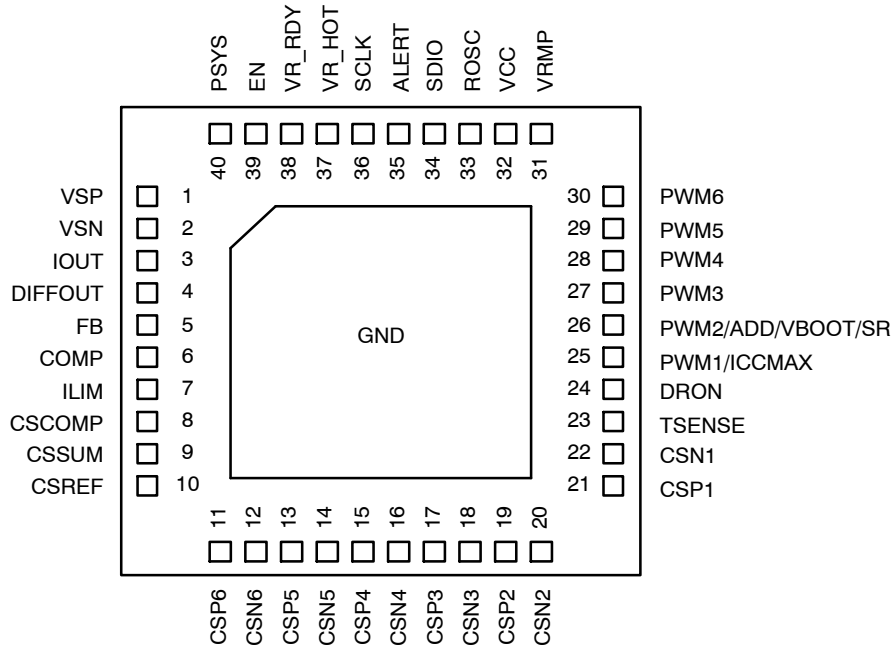 PSYS
EN
VR_RDY
VR_HOT
SCLK
ALERT
SDIO
ROSC
VCC
VRMP
40
39
38
37
36
35
34
33
32
31
VSP 1
VSN 2
IOUT 3
DIFFOUT 4
FB 5
COMP 6
ILIM 7
CSCOMP 8
CSSUM 9
CSREF 10
GND
30 PWM6
29 PWM5
28 PWM4
27 PWM3
26 PWM2/ADD/VBOOT/SR
25 PWM1/ICCMAX
24 DRON
23 TSENSE
22 CSN1
21 CSP1
11
12
13
14
15
16
17
18
19
20
CSP6
CSN6
CSP5
CSN5
CSP4
CSN4
CSP3
CSN3
CSP2
CSN2